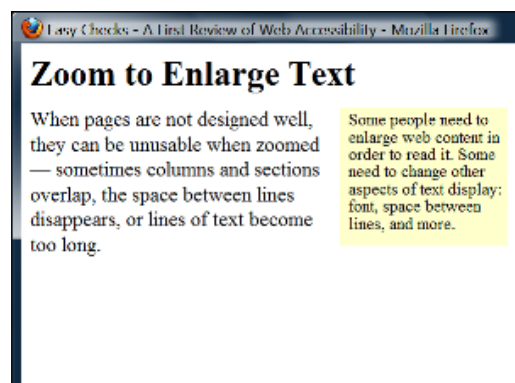 Easy Checks - A First Review of Web Accessibility - Mozilla Firefox
Zoom to Enlarge Text
When pages are not designed well,
they can be unusable when zoomed
— sometimes columns and sections
overlap, the space between lines
disappears, or lines of text become
too long.
Some people need to
enlarge web content in
order to read it. Some
need to change other
aspects of text display:
font, space between
lines, and more.